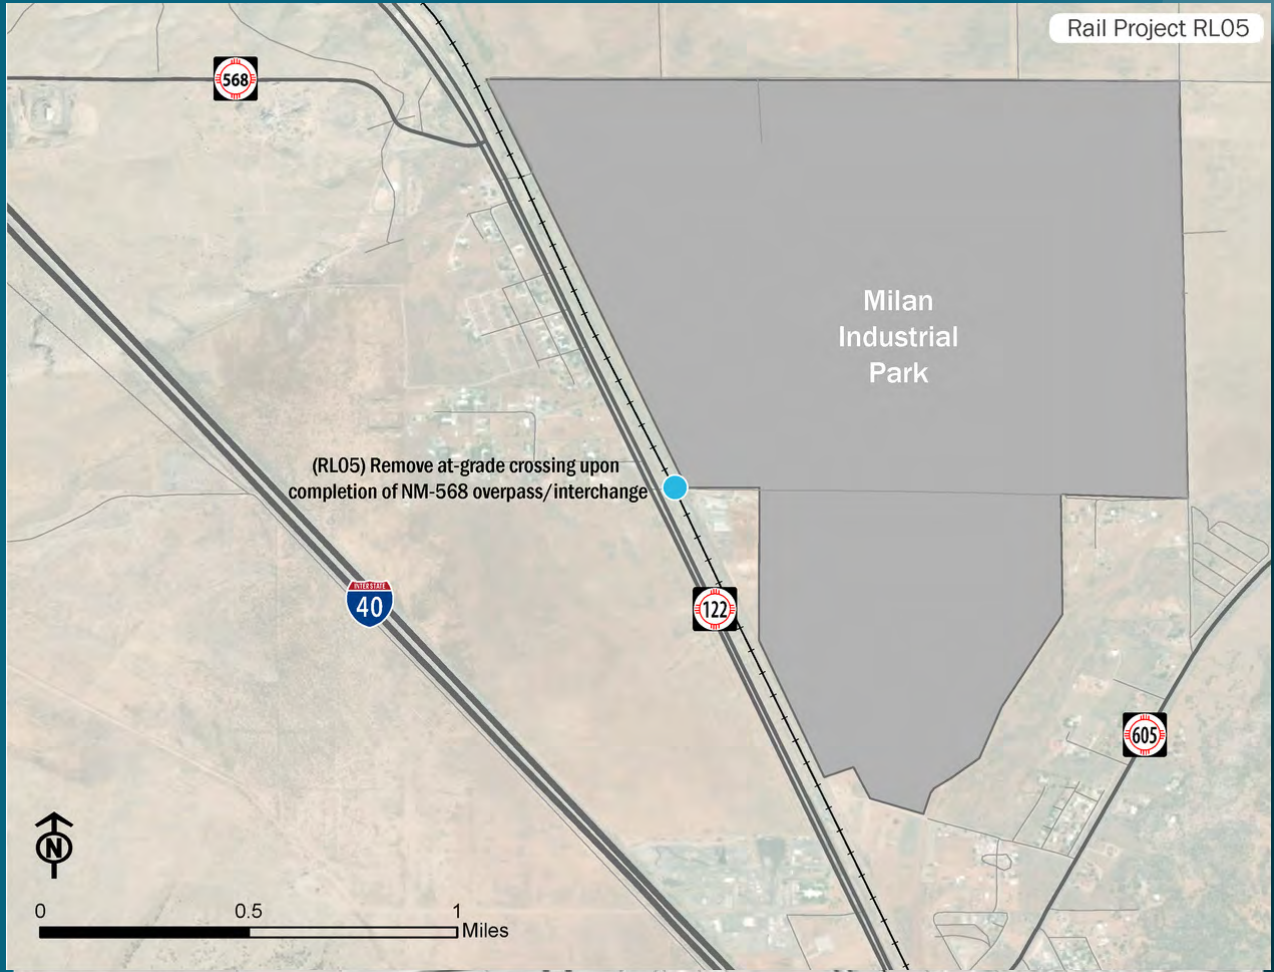 Rail Project RL05
568
Milan
Industrial
Park
(RL05) Remove at-grade crossing upon
completion of NM-568 overpass/interchange
INTERSTATE
40
122
605
N
0 0.5 1
Miles